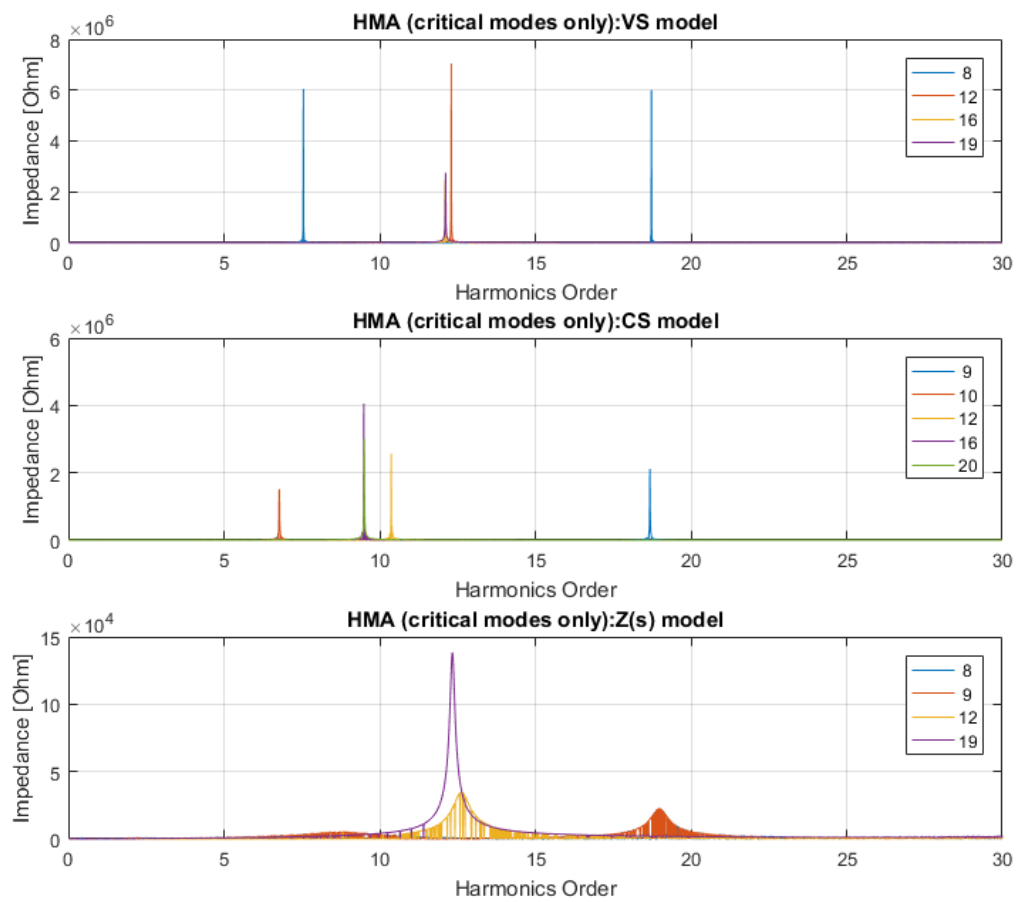 HMA (critical modes only):VS model
×10^6
8
6
4
2
0
Impedance [Ohm]
0 5 10 15 20 25 30
Harmonics Order
8
12
16
19
HMA (critical modes only):CS model
×10^6
6
4
2
0
Impedance [Ohm]
0 5 10 15 20 25 30
Harmonics Order
9
10
12
16
20
HMA (critical modes only):Z(s) model
×10^4
15
10
5
0
Impedance [Ohm]
0 5 10 15 20 25 30
Harmonics Order
8
9
12
19